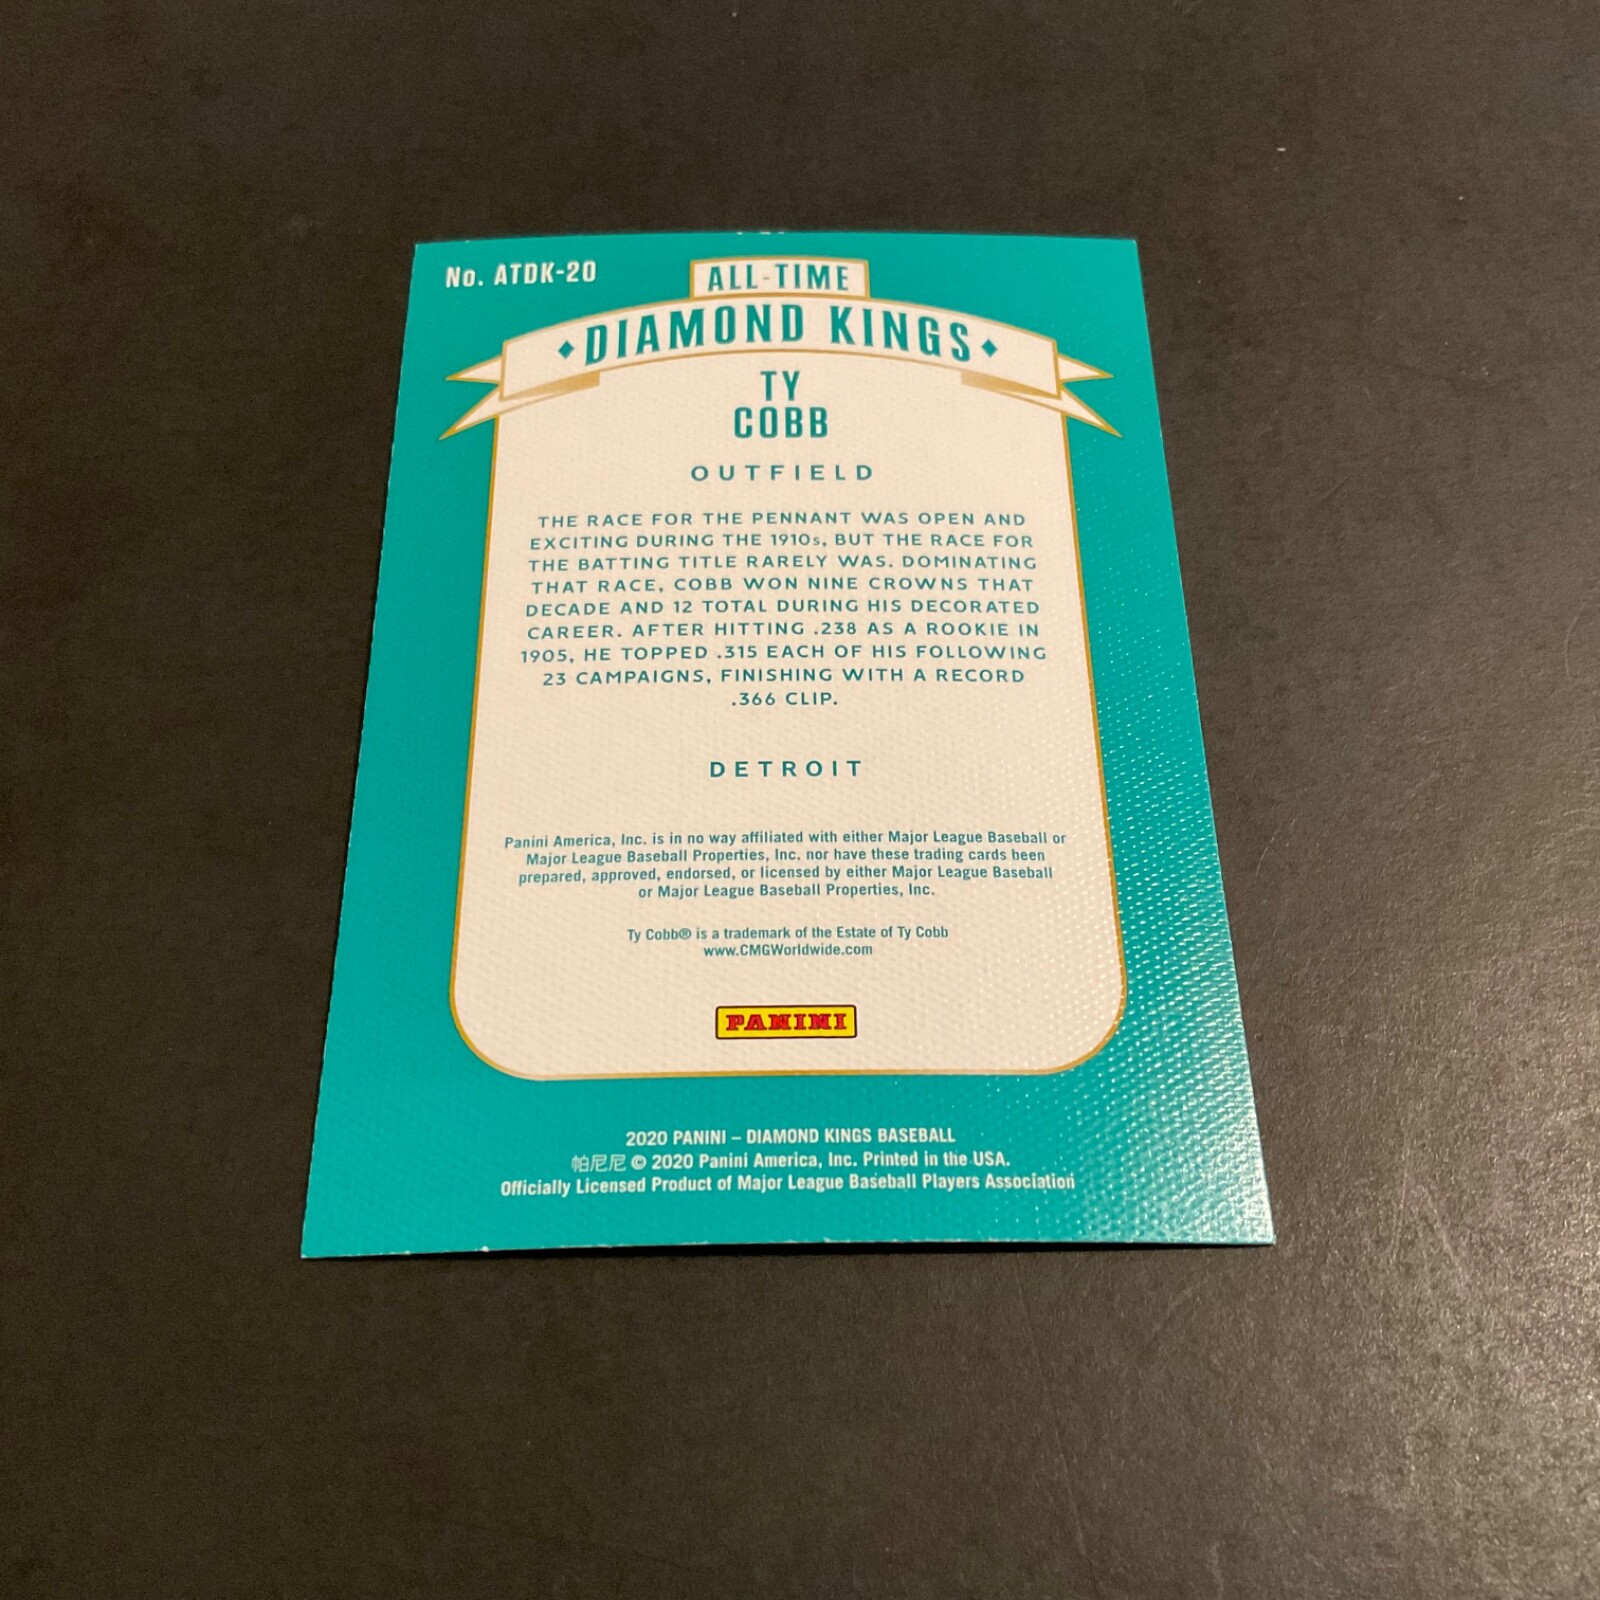 No. ATDK-20
ALL-TIME
DIAMOND KINGS
TY
COBB
OUTFIELD
THE RACE FOR THE PENNANT WAS OPEN AND
EXCITING DURING THE 1910s, BUT THE RACE FOR
THE BATTING TITLE RARELY WAS. DOMINATING
THAT RACE, COBB WON NINE CROWNS THAT
DECADE AND 12 TOTAL DURING HIS DECORATED
CAREER. AFTER HITTING .238 AS A ROOKIE IN
1905, HE TOPPED .315 EACH OF HIS FOLLOWING
23 CAMPAIGNS, FINISHING WITH A RECORD
.366 CLIP.
DETROIT
Panini America, Inc. is in no way affiliated with either Major League Baseball or
Major League Baseball Properties, Inc. nor have these trading cards been
prepared, approved, endorsed, or licensed by either Major League Baseball
or Major League Baseball Properties, Inc.
Ty Cobb® is a trademark of the Estate of Ty Cobb
www.CMGWorldwide.com
PANINI
2020 PANINI – DIAMOND KINGS BASEBALL
帕尼尼 © 2020 Panini America, Inc. Printed in the USA.
Officially Licensed Product of Major League Baseball Players Association